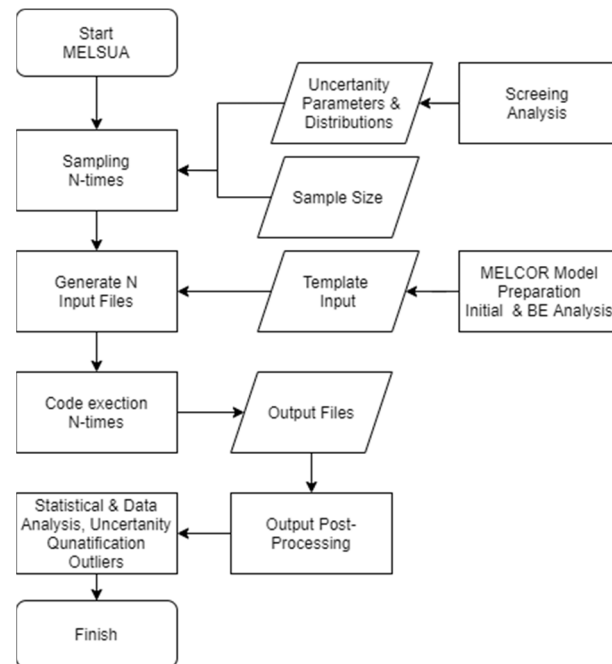 Start
MELSUA
Uncertanity
Parameters &
Distributions
Screeing
Analysis
Sampling
N-times
Sample Size
Generate N
Input Files
Template
Input
MELCOR Model
Preparation
Initial & BE Analysis
Code exection
N-times
Output Files
Statistical & Data
Analysis, Uncertanity
Qunatification
Outliers
Output Post-
Processing
Finish